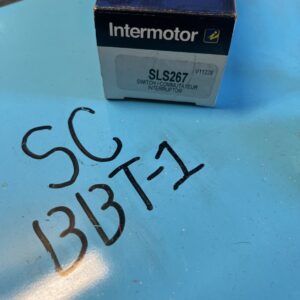 Intermotor
SLS267
SWITCH / COMMUTATEUR
INTERRUPTOR
SC
BBT-1